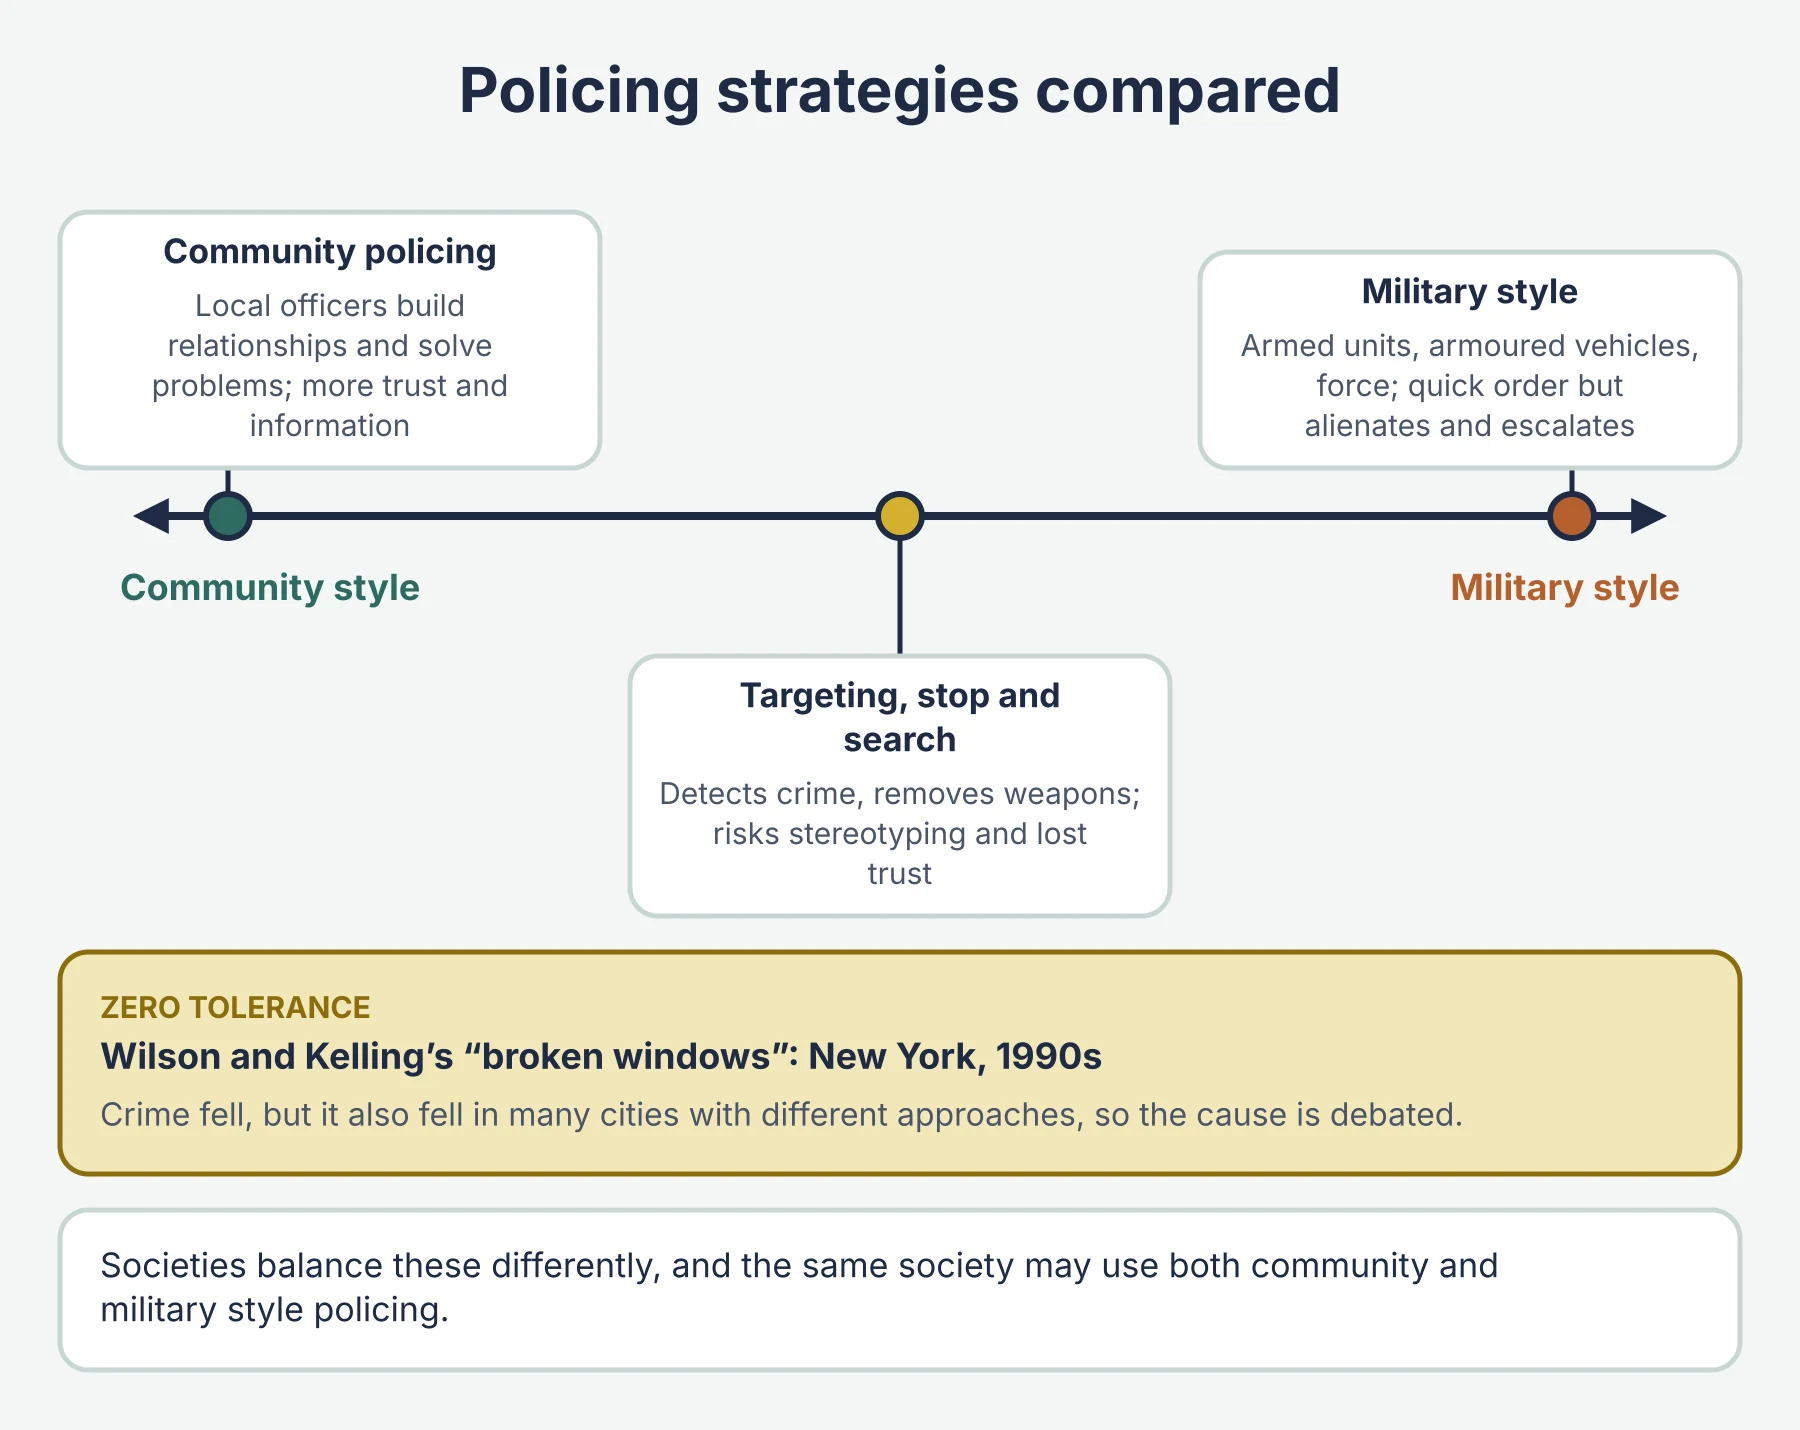 Policing strategies compared
Community policing
Local officers build
relationships and solve
problems; more trust and
information
Military style
Armed units, armoured vehicles,
force; quick order but
alienates and escalates
Community style
Military style
Targeting, stop and
search
Detects crime, removes weapons;
risks stereotyping and lost
trust
ZERO TOLERANCE
Wilson and Kelling’s “broken windows”: New York, 1990s
Crime fell, but it also fell in many cities with different approaches, so the cause is debated.
Societies balance these differently, and the same society may use both community and
military style policing.